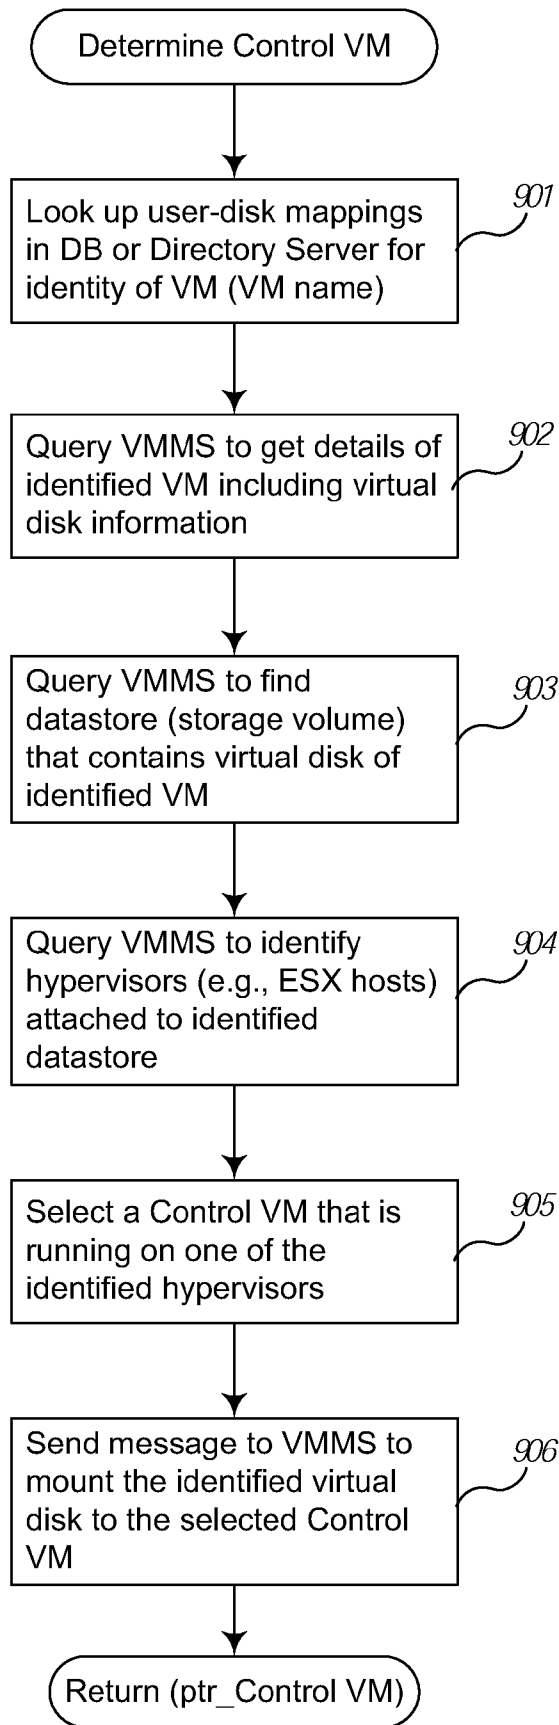 Determine Control VM
901
Look up user-disk mappings
in DB or Directory Server for
identity of VM (VM name)
902
Query VMMS to get details of
identified VM including virtual
disk information
903
Query VMMS to find
datastore (storage volume)
that contains virtual disk of
identified VM
904
Query VMMS to identify
hypervisors (e.g., ESX hosts)
attached to identified
datastore
905
Select a Control VM that is
running on one of the
identified hypervisors
906
Send message to VMMS to
mount the identified virtual
disk to the selected Control
VM
Return (ptr_Control VM)